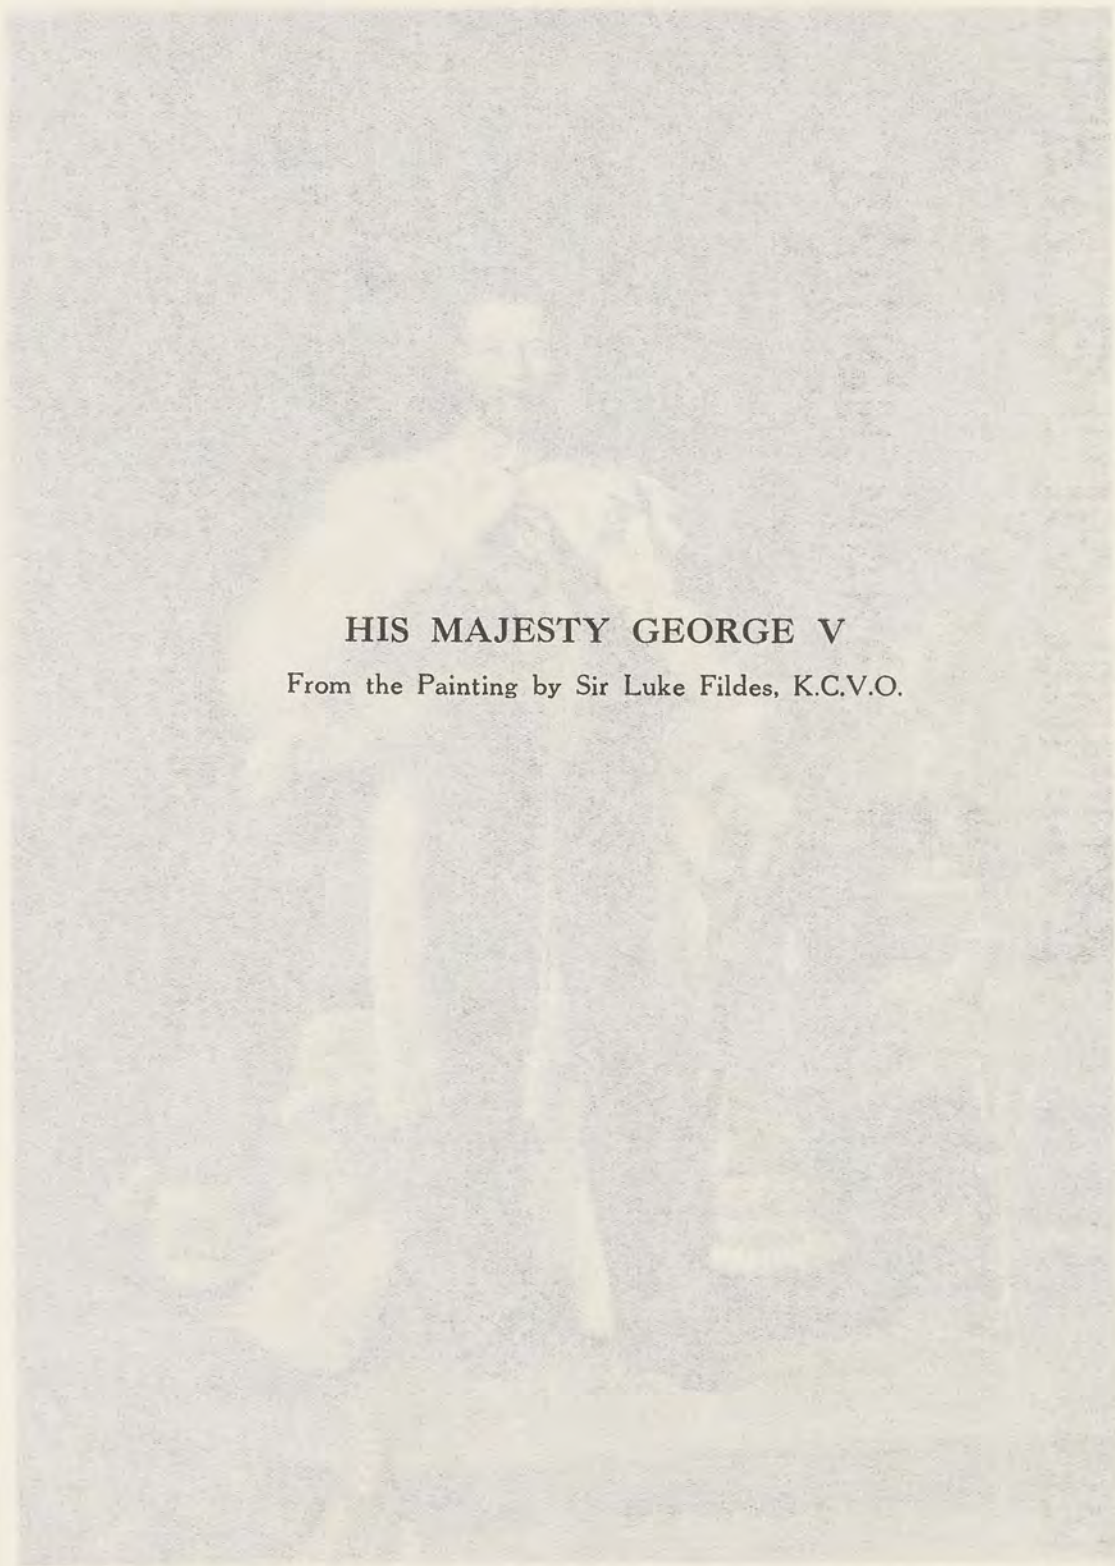 HIS MAJESTY GEORGE V
From the Painting by Sir Luke Fildes, K.C.V.O.